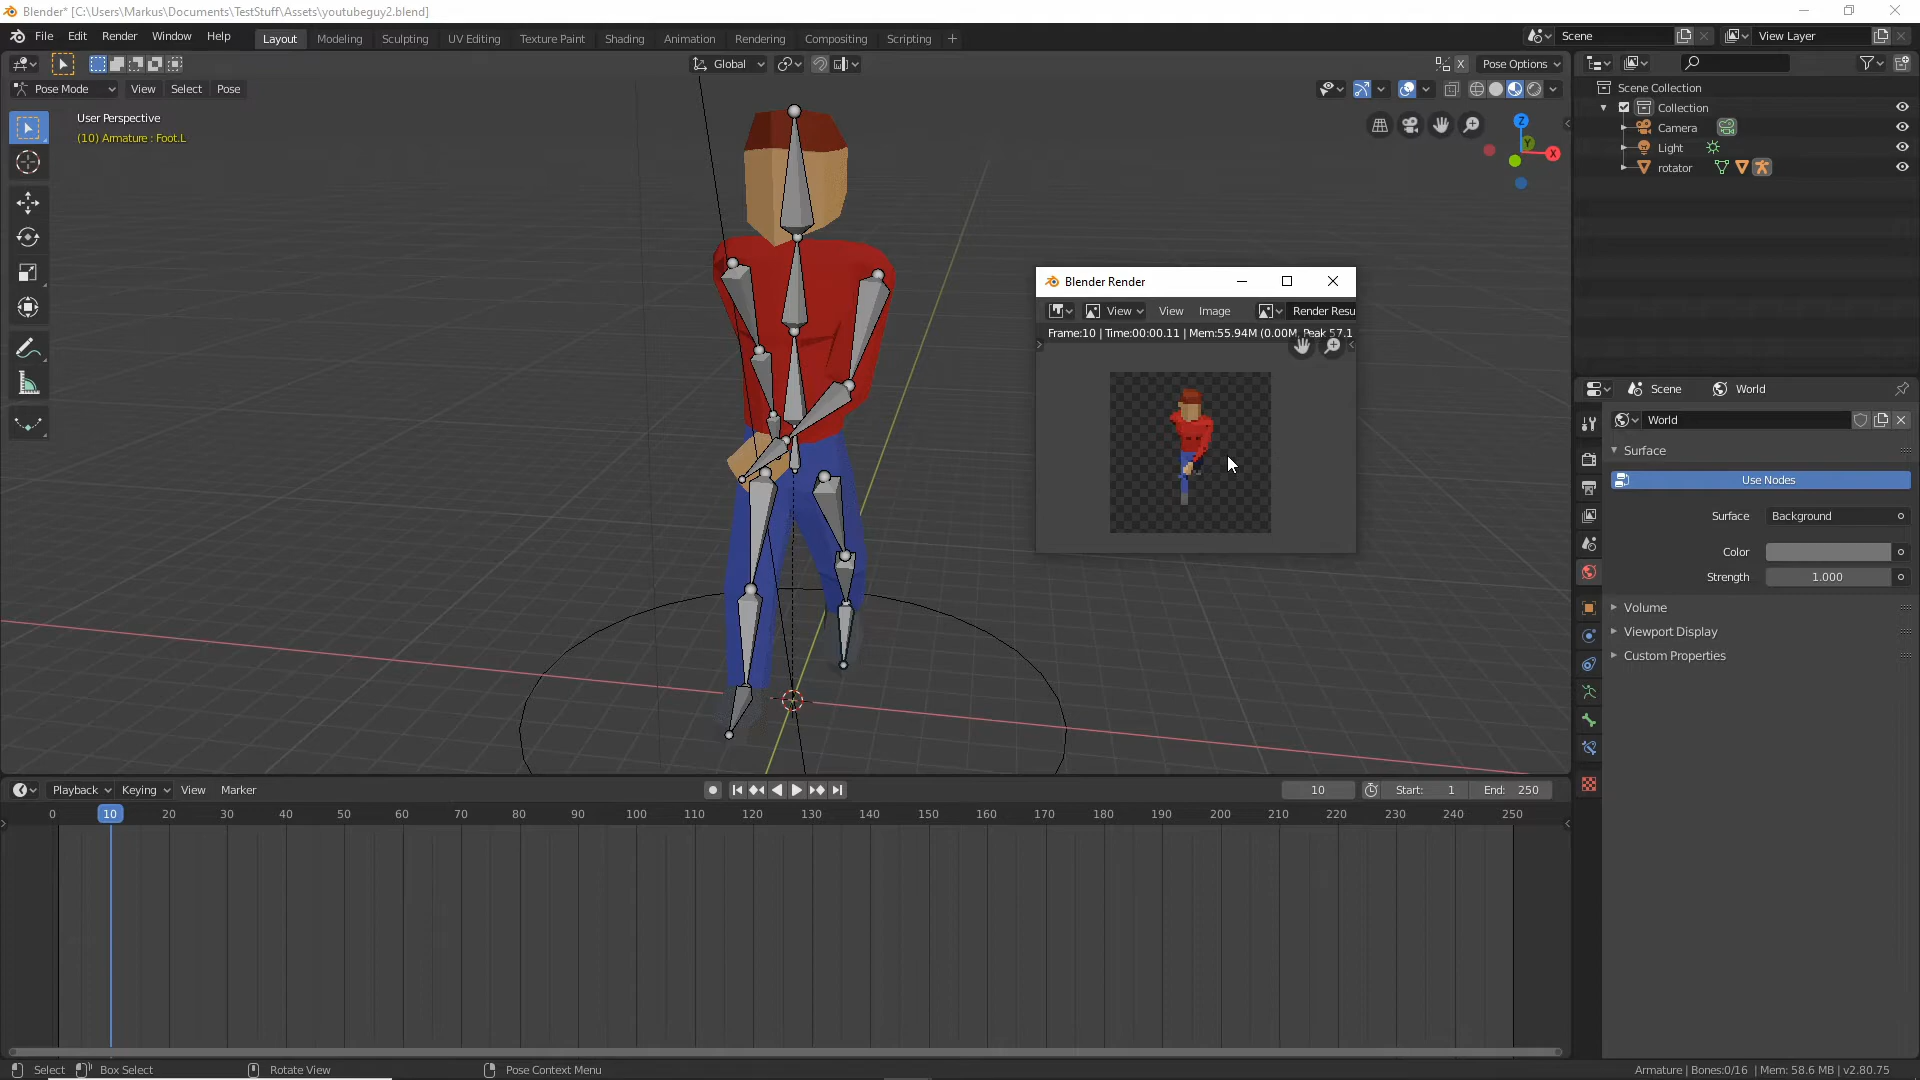 Blender* [C:\Users\Markus\Documents\TestStuff\Assets\youtubeguy2.blend]
File Edit Render Window Help Layout Modeling Sculpting UV Editing Texture Paint Shading Animation Rendering Compositing Scripting + Scene View Layer
Global X Pose Options
Pose Mode View Select Pose
User Perspective
(10) Armature : Foot.L
Z
Y
X
Scene Collection
Collection
Camera
Light
rotator
Blender Render
View View Image Render Resu
Frame:10 | Time:00:00.11 | Mem:55.94M (0.00M, Peak 57.1
Scene World
World
Surface
Use Nodes
Surface Background
Color
Strength 1.000
Volume
Viewport Display
Custom Properties
Playback Keying View Marker 10 Start: 1 End: 250
0 10 20 30 40 50 60 70 80 90 100 110 120 130 140 150 160 170 180 190 200 210 220 230 240 250
Select Box Select Rotate View Pose Context Menu Armature | Bones:0/16 | Mem: 58.6 MB | v2.80.75